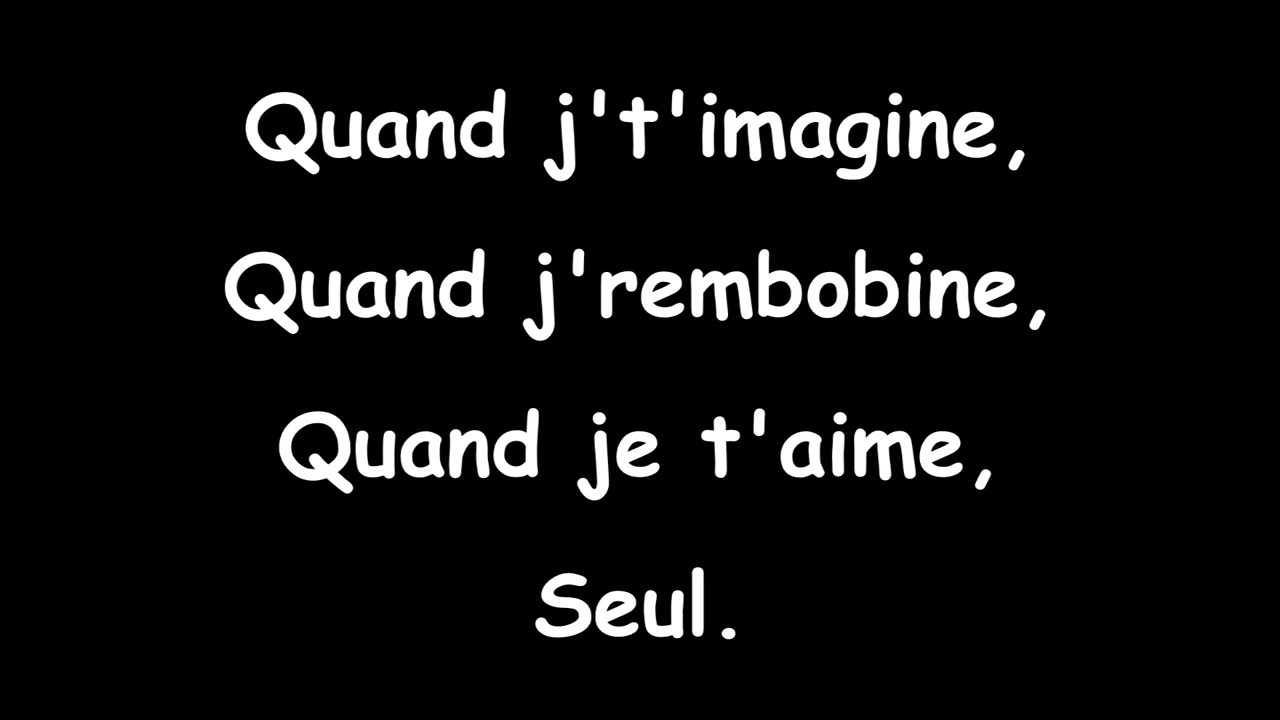 Quand j't'imagine,
Quand j'rembobine,
Quand je t'aime,
Seul.